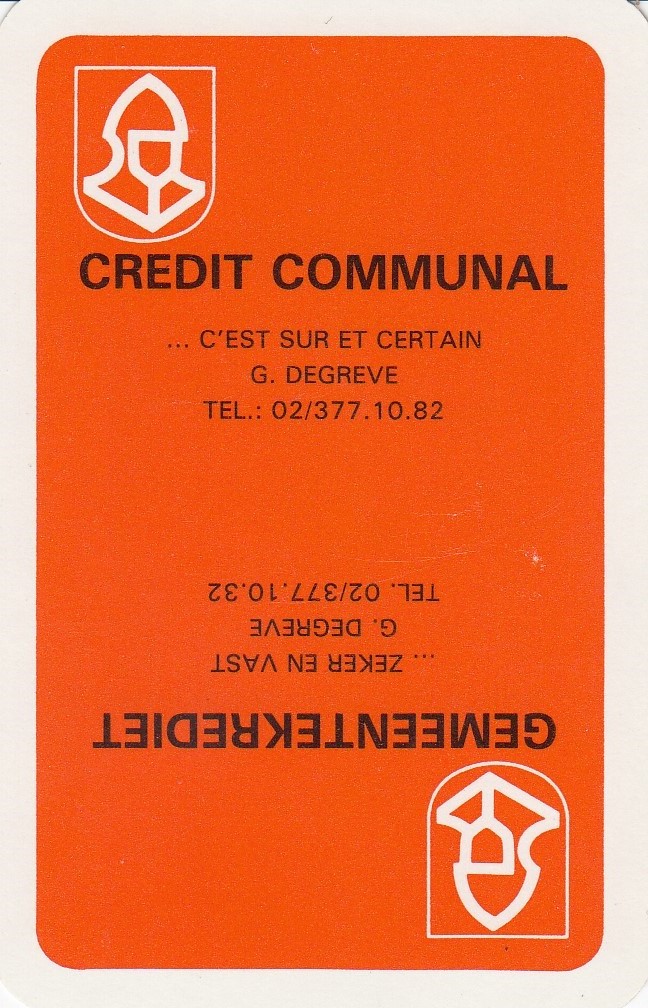 CREDIT COMMUNAL
... C'EST SUR ET CERTAIN
G. DEGREVE
TEL.: 02/377.10.82
GEMEENTEKREDIET
... ZEKER EN VAST
G. DEGREVE
TEL. 02/377.10.32